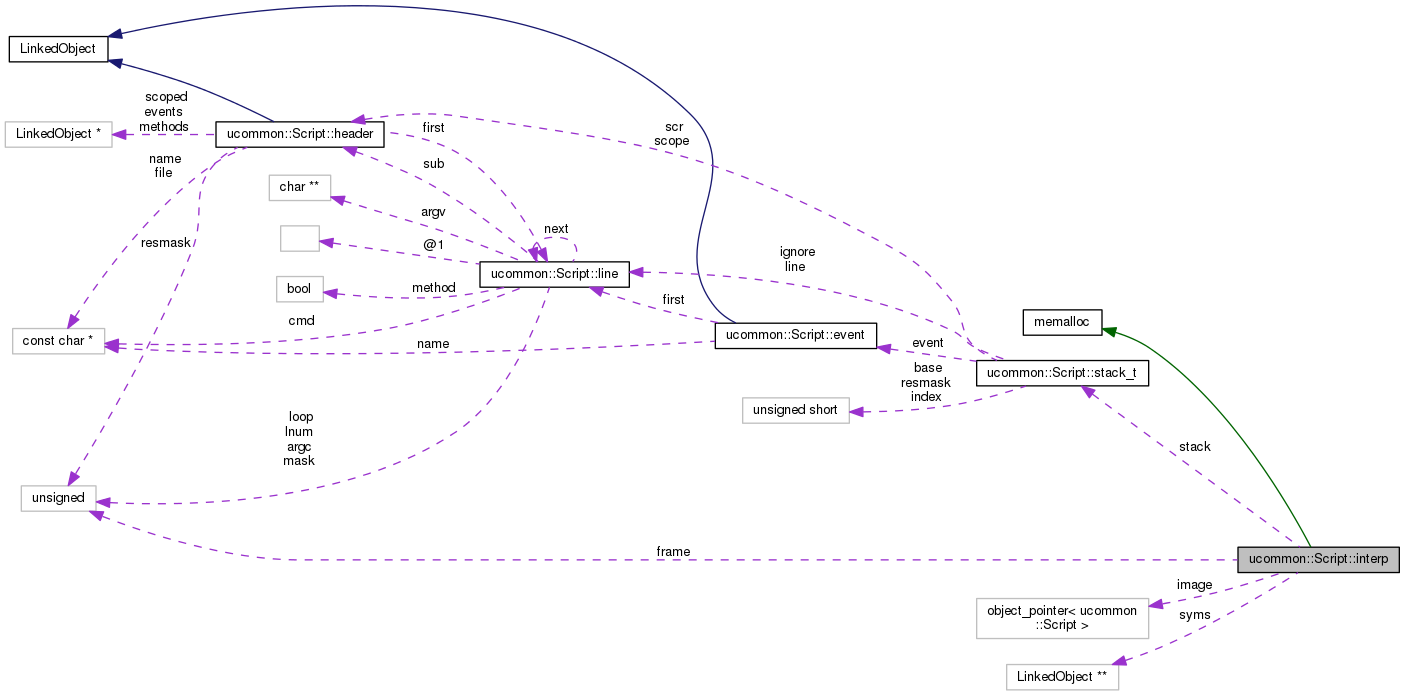 LinkedObject
scoped
events
methods
LinkedObject *
ucommon::Script::header
first
scr
scope
name
file
sub
char **
argv
resmask
@1
next
ucommon::Script::line
ignore
line
bool
method
cmd
first
memalloc
const char *
name
ucommon::Script::event
event
ucommon::Script::stack_t
base
resmask
index
unsigned short
loop
lnum
argc
mask
stack
unsigned
frame
ucommon::Script::interp
image
object_pointer< ucommon
::Script >
syms
LinkedObject **